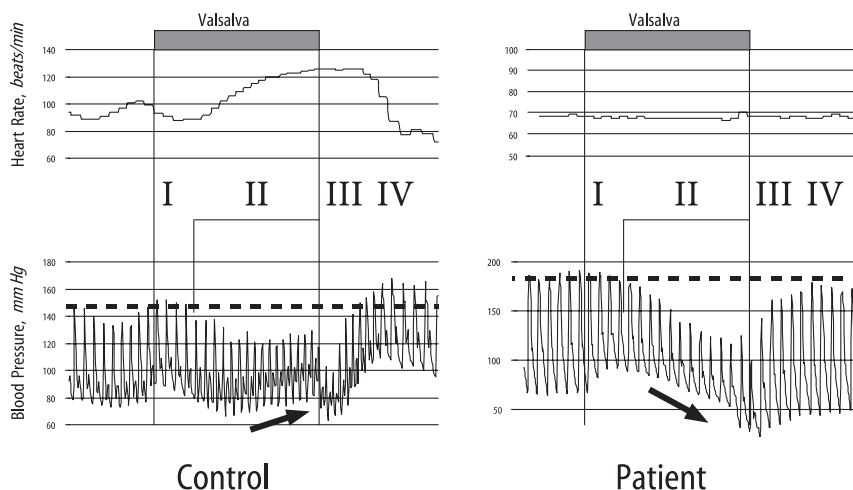 Valsalva
Heart Rate, beats/min
140
120
100
80
60
I II III IV
Blood Pressure, mm Hg
180
160
140
120
100
80
60
Control
Valsalva
100
90
80
70
60
50
I II III IV
200
150
100
50
Patient